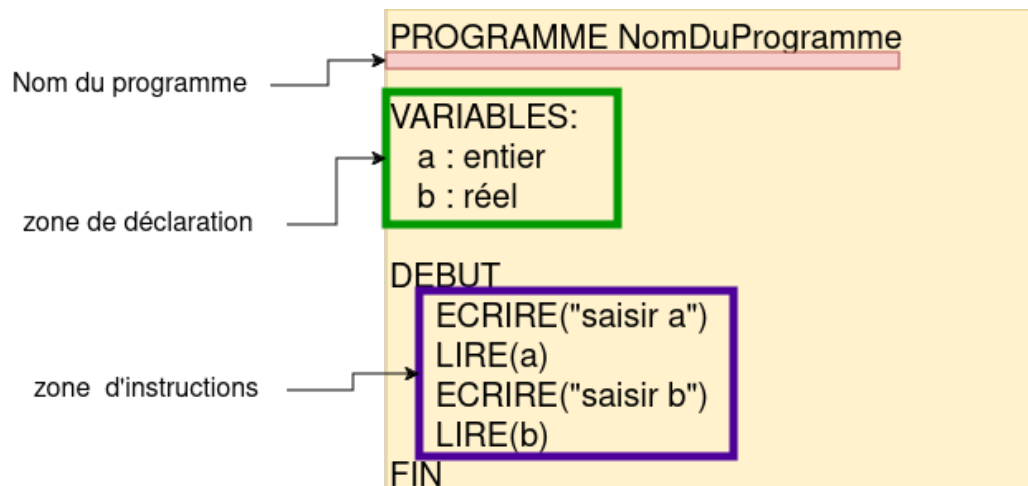 PROGRAMME NomDuProgramme
Nom du programme
VARIABLES:
a : entier
b : réel
zone de déclaration
DEBUT
ECRIRE("saisir a")
LIRE(a)
ECRIRE("saisir b")
LIRE(b)
zone d'instructions
FIN